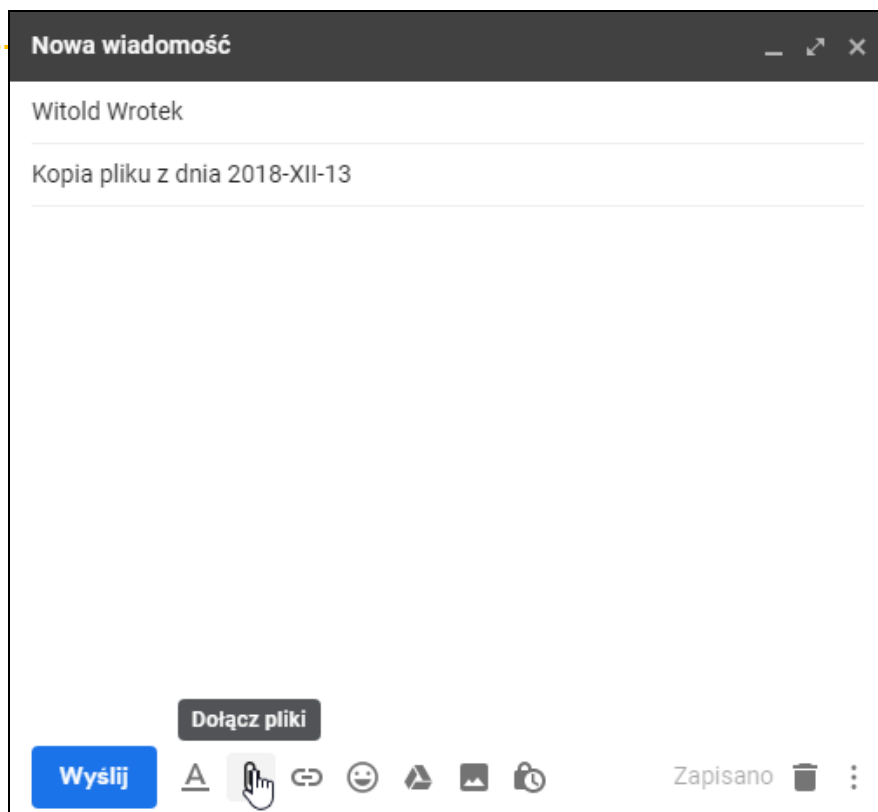 Nowa wiadomość
Witold Wrotek
Kopia pliku z dnia 2018-XII-13
Dołącz pliki
Wyślij A Zapisano